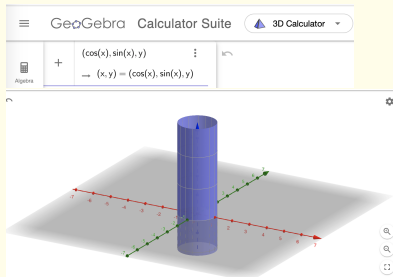 GeoGebra Calculator Suite 3D Calculator
(cos(x), sin(x), y)
→ (x, y) = (cos(x), sin(x), y)
Algebra